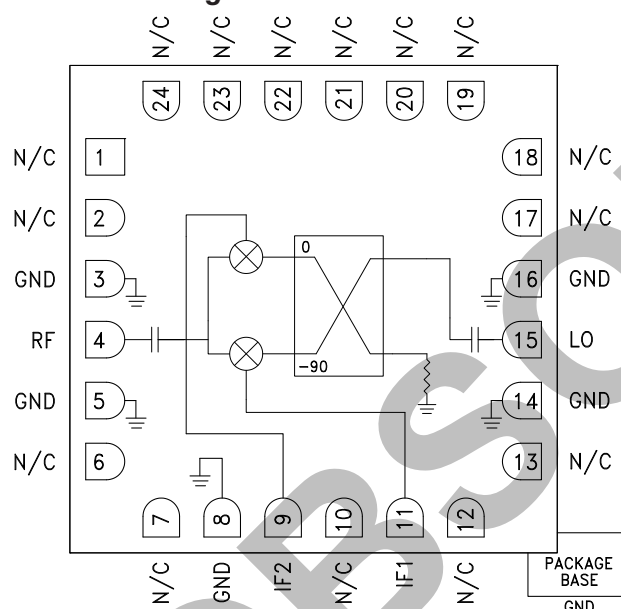 g
N/C N/C N/C N/C N/C N/C
24 23 22 21 20 19
N/C 1 18 N/C
N/C 2 17 N/C
GND 3 0 16 GND
RF 4 15 LO
-90
GND 5 14 GND
N/C 6 13 N/C
7 8 9 10 11 12
N/C GND IF2 N/C IF1 N/C
PACKAGE
BASE
GND